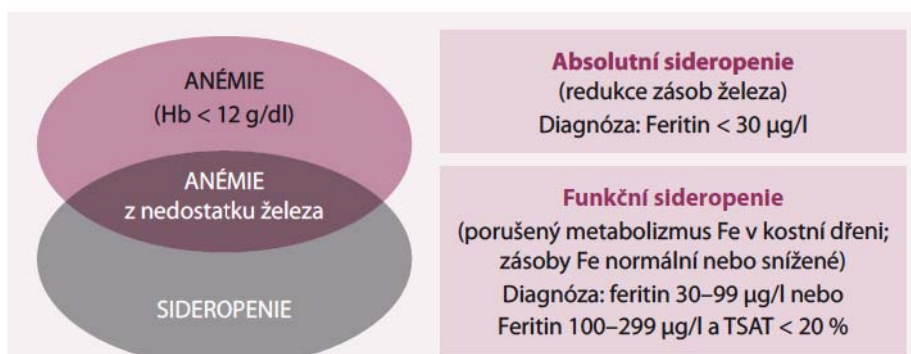 ANÉMIE
(Hb < 12 g/dl)
ANÉMIE
z nedostatku železa
SIDEROPENIE
Absolutní sideropenie
(redukce zásob železa)
Diagnóza: Feritin < 30 µg/l
Funkční sideropenie
(porušený metabolizmus Fe v kostní dřeni;
zásoby Fe normální nebo snížené)
Diagnóza: feritin 30–99 µg/l nebo
Feritin 100–299 µg/l a TSAT < 20 %